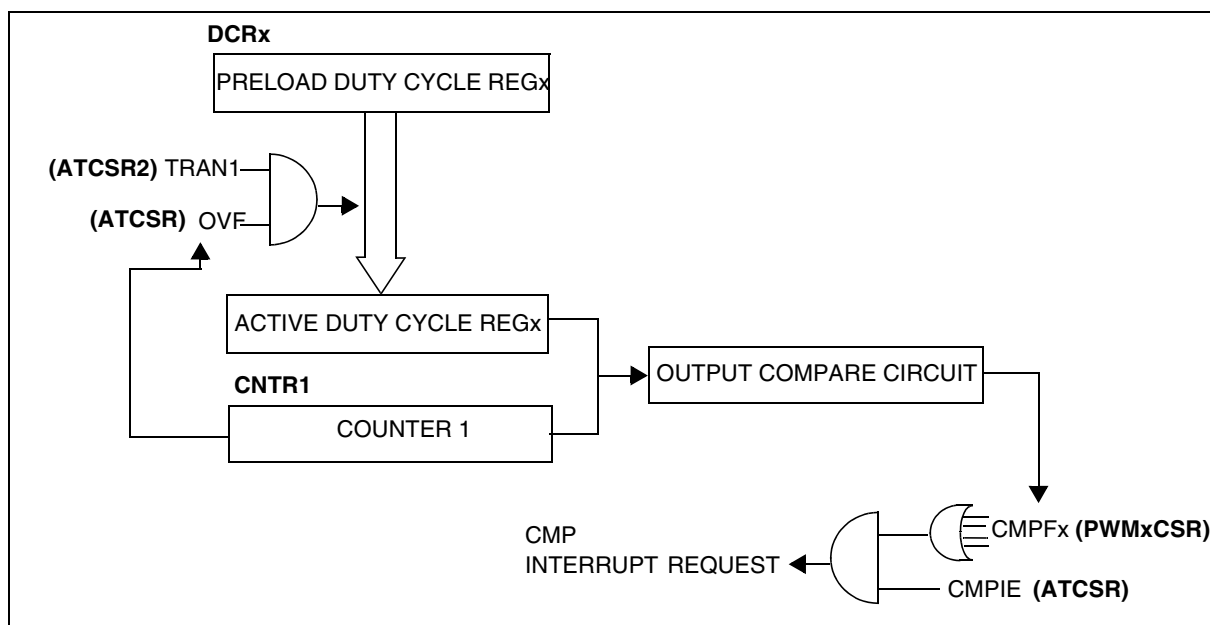 DCRx
PRELOAD DUTY CYCLE REGx
(ATCSR2) TRAN1
(ATCSR) OVF
ACTIVE DUTY CYCLE REGx
CNTR1
OUTPUT COMPARE CIRCUIT
COUNTER 1
CMP
INTERRUPT REQUEST
CMPFx (PWMxCSR)
CMPIE (ATCSR)